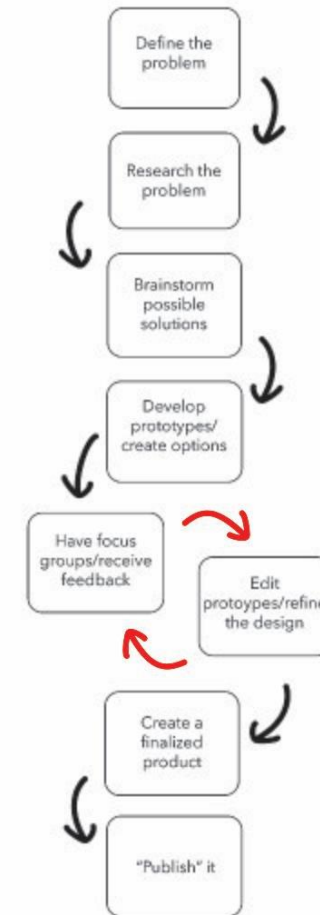 Define the
problem
Research the
problem
Brainstorm
possible
solutions
Develop
prototypes/
create options
Have focus
groups/receive
feedback
Edit
protoypes/refine
the design
Create a
finalized
product
"Publish" it